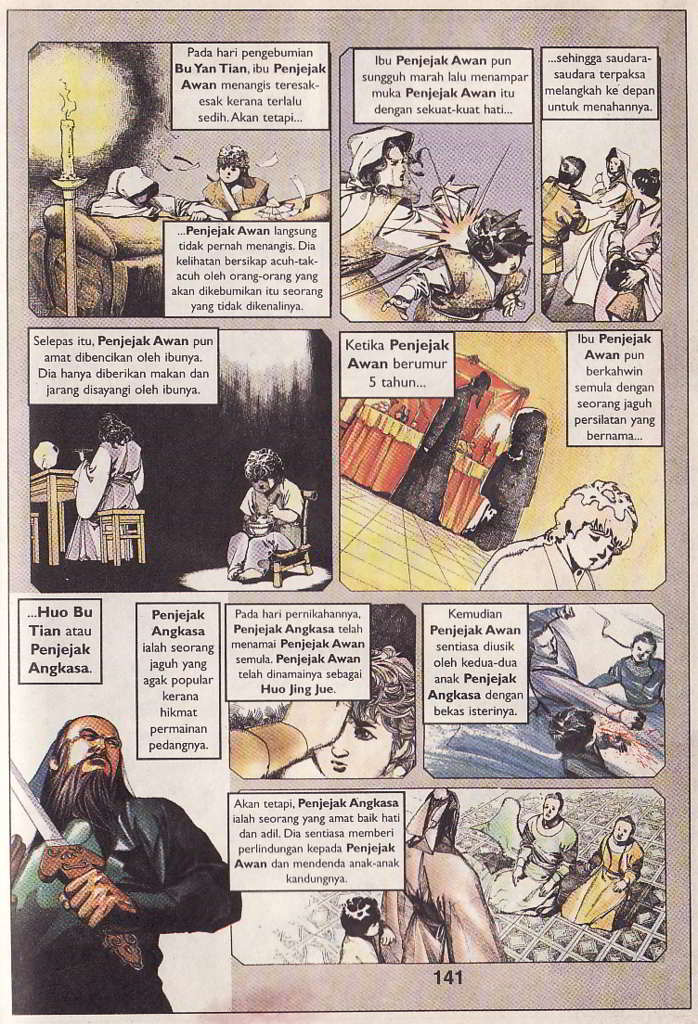 Pada hari pengebumian
Bu Yan Tian, ibu Penjejak
Awan menangis teresak-
esak kerana terlalu
sedih. Akan tetapi...
...Penjejak Awan langsung
tidak pernah menangis. Dia
kelihatan bersikap acuh-tak-
acuh oleh orang-orang yang
akan dikebumikan itu seorang
yang tidak dikenalinya.
Ibu Penjejak Awan pun
sungguh marah lalu menampar
muka Penjejak Awan itu
dengan sekuat-kuat hati...
...sehingga saudara-
saudara terpaksa
melangkah ke depan
untuk menahannya.
Selepas itu, Penjejak Awan pun
amat dibencikan oleh ibunya.
Dia hanya diberikan makan dan
jarang disayangi oleh ibunya.
Ketika Penjejak
Awan berumur
5 tahun...
Ibu Penjejak
Awan pun
berkahwin
semula dengan
seorang jaguh
persilatan yang
bernama...
...Huo Bu
Tian atau
Penjejak
Angkasa.
Penjejak
Angkasa
ialah seorang
jaguh yang
agak popular
kerana
hikmat
permainan
pedangnya.
Pada hari pernikahannya,
Penjejak Angkasa telah
menamai Penjejak Awan
semula. Penjejak Awan
telah dinamainya sebagai
Huo Jing Jue.
Kemudian
Penjejak Awan
sentiasa diusik
oleh kedua-dua
anak Penjejak
Angkasa dengan
bekas isterinya.
Akan tetapi, Penjejak Angkasa
ialah seorang yang amat baik hati
dan adil. Dia sentiasa memberi
perlindungan kepada Penjejak
Awan dan mendenda anak-anak
kandungnya.
141